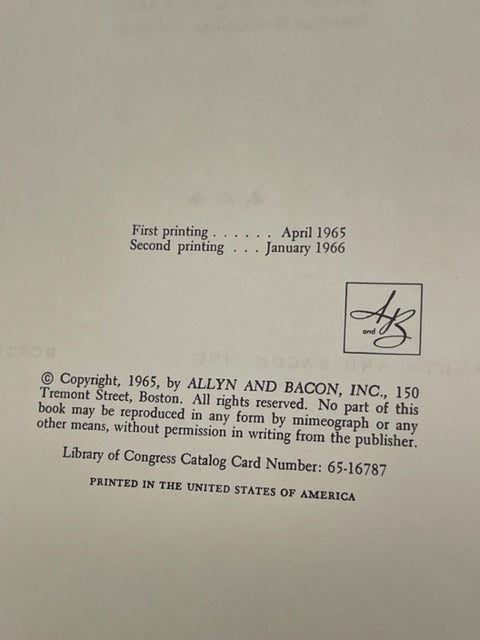 First printing . . . . . . April 1965
Second printing . . . January 1966
A and B
© Copyright, 1965, by ALLYN AND BACON, INC., 150
Tremont Street, Boston. All rights reserved. No part of this
book may be reproduced in any form by mimeograph or any
other means, without permission in writing from the publisher.
Library of Congress Catalog Card Number: 65-16787
PRINTED IN THE UNITED STATES OF AMERICA